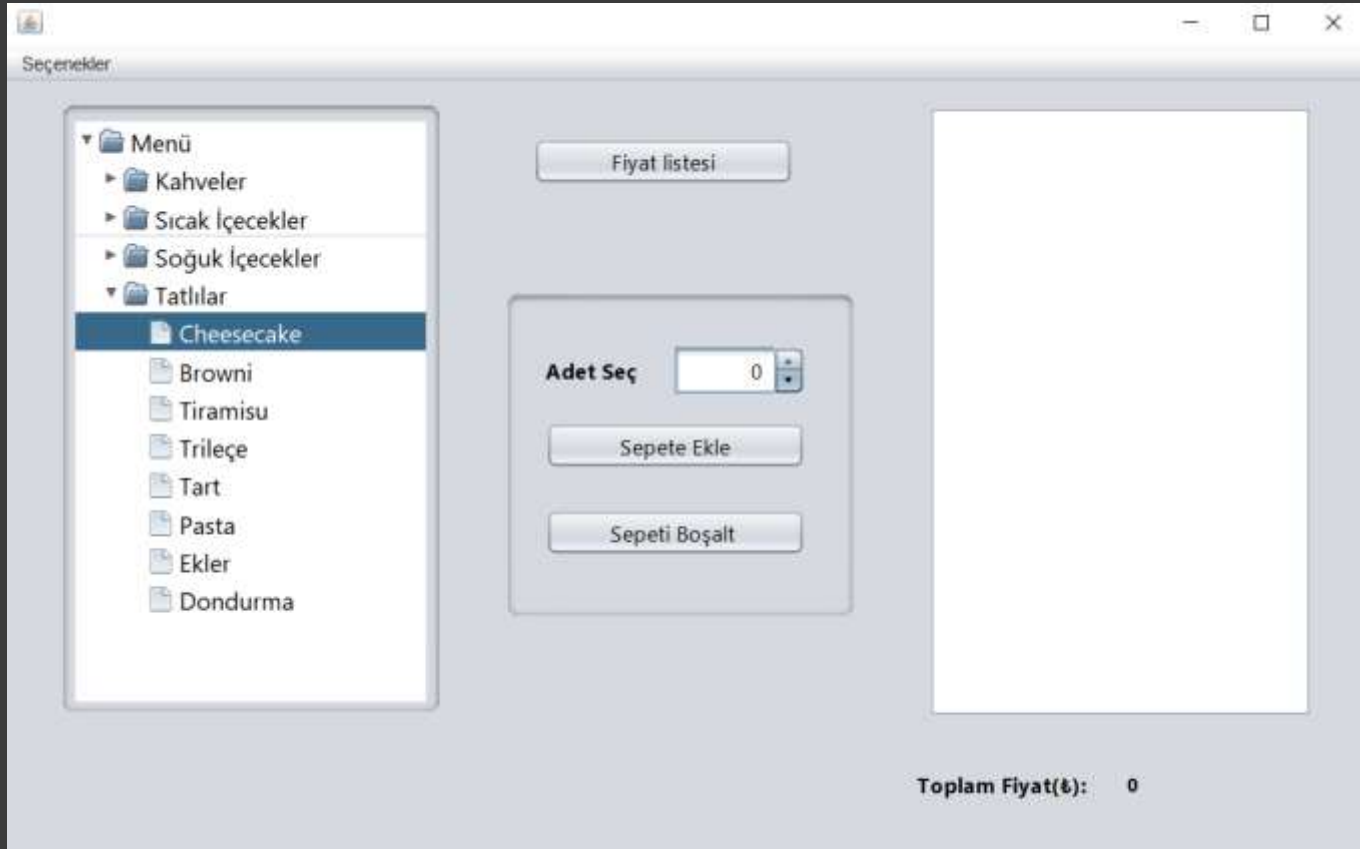 Seçenekler
Menü
Kahveler
Sıcak İçecekler
Soğuk İçecekler
Tatlılar
Cheesecake
Browni
Tiramisu
Trileçe
Tart
Pasta
Ekler
Dondurma
Fiyat listesi
Adet Seç 0
Sepete Ekle
Sepeti Boşalt
Toplam Fiyat(₺): 0